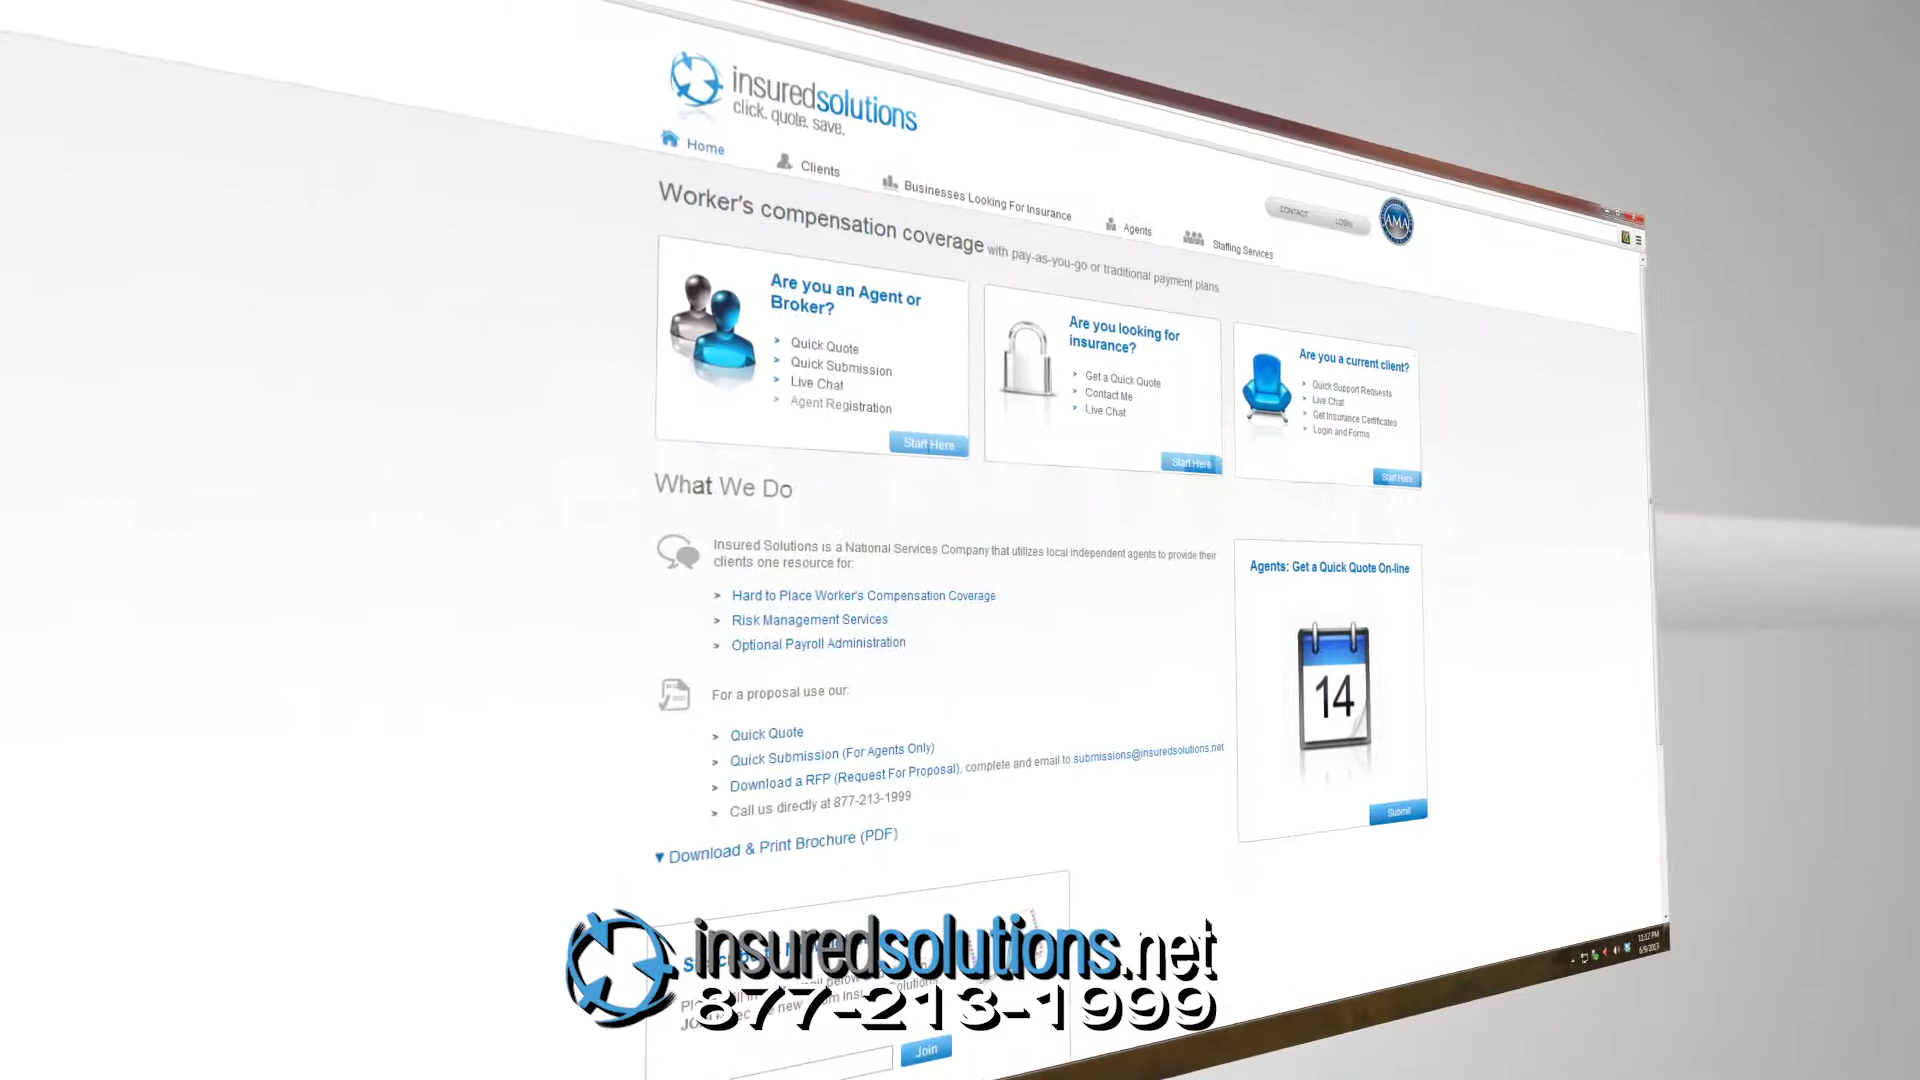 insuredsolutions
click. quote. save.
Home
Clients
Businesses Looking For Insurance
Agents
Staffing Services
CONTACT
LOGIN
AMA
Worker's compensation coverage with pay-as-you-go or traditional payment plans
Are you an Agent or
Broker?
> Quick Quote
> Quick Submission
> Live Chat
> Agent Registration
Start Here
Are you looking for
insurance?
> Get a Quick Quote
> Contact Me
> Live Chat
Start Here
Are you a current client?
> Quick Support Requests
> Live Chat
> Get Insurance Certificates
> Login and Forms
Start Here
What We Do
Insured Solutions is a National Services Company that utilizes local independent agents to provide their
clients one resource for:
> Hard to Place Worker's Compensation Coverage
> Risk Management Services
> Optional Payroll Administration
For a proposal use our:
> Quick Quote
> Quick Submission (For Agents Only)
> Download a RFP (Request For Proposal), complete and email to submissions@insuredsolutions.net
> Call us directly at 877-213-1999
Download & Print Brochure (PDF)
Agents: Get a Quick Quote On-line
14
Submit
insuredsolutions.net
877-213-1999
Join
11:12 PM
6/9/2013